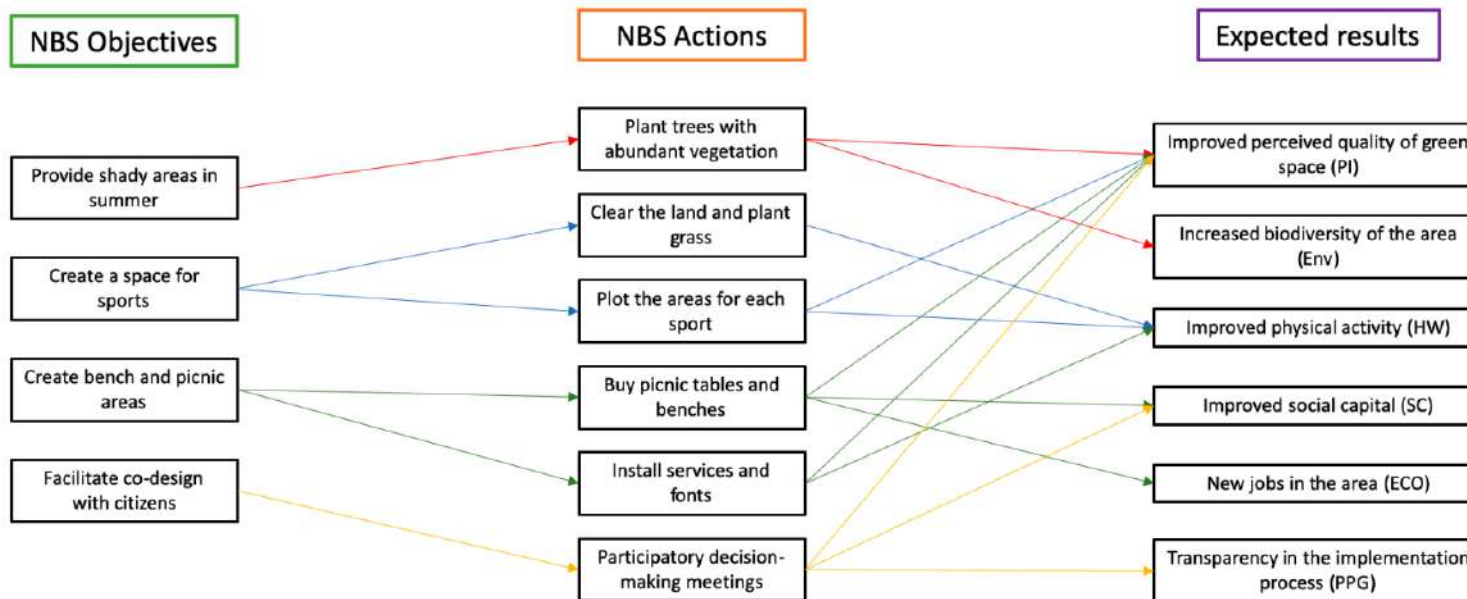 NBS Objectives
NBS Actions
Expected results
Provide shady areas in
summer
Create a space for
sports
Create bench and picnic
areas
Facilitate co-design
with citizens
Plant trees with
abundant vegetation
Clear the land and plant
grass
Plot the areas for each
sport
Buy picnic tables and
benches
Install services and
fonts
Participatory decision-
making meetings
Improved perceived quality of green
space (PI)
Increased biodiversity of the area
(Env)
Improved physical activity (HW)
Improved social capital (SC)
New jobs in the area (ECO)
Transparency in the implementation
process (PPG)